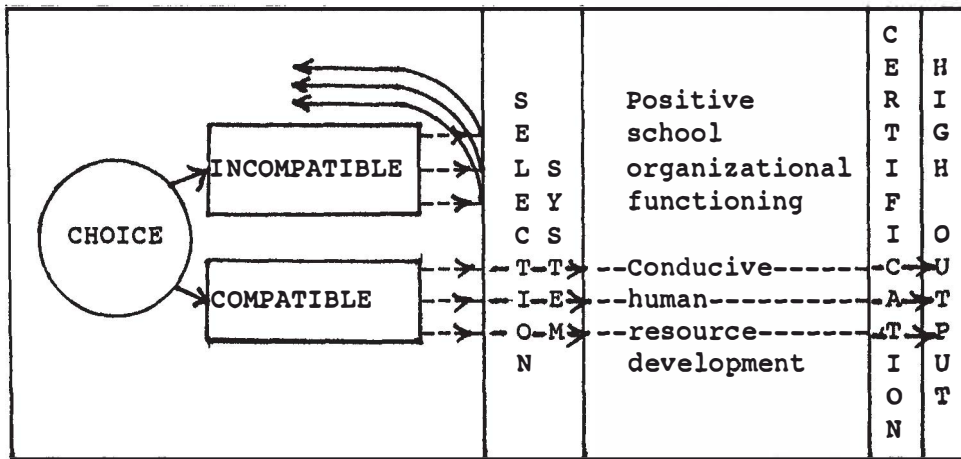 CHOICE
INCOMPATIBLE
COMPATIBLE
SELECTION
SYSTEM
Positive
school
organizational
functioning
Conducive
human
resource
development
CERTIFICATION
HIGH OUTPUT